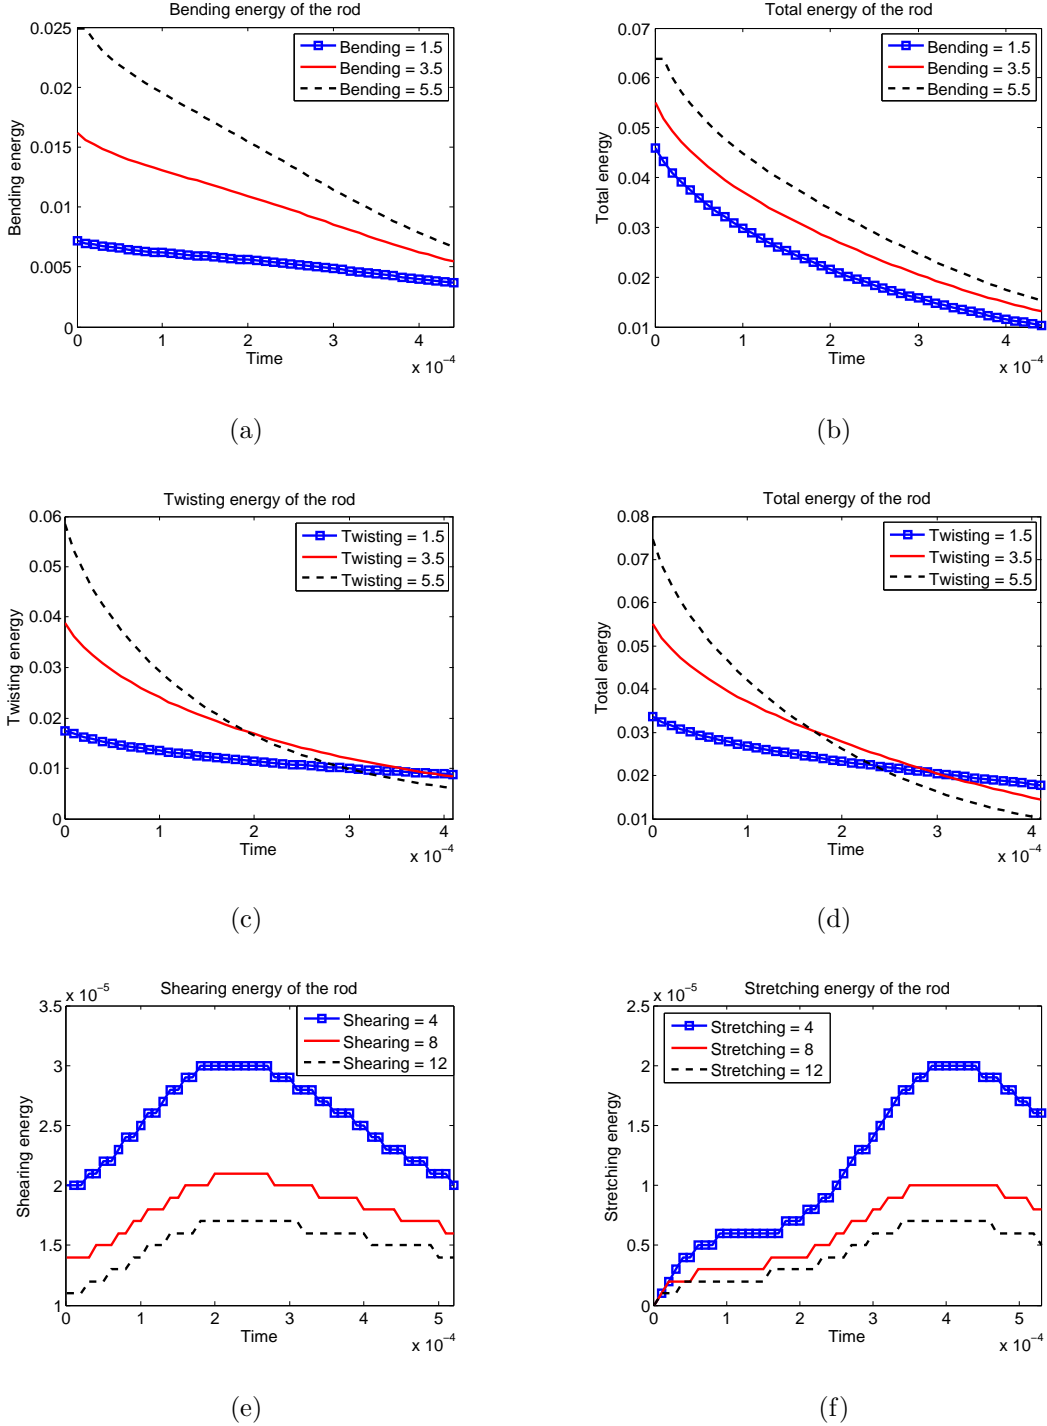 Bending energy of the rod
0.025
0.02
0.015
0.01
0.005
0
Bending energy
Bending = 1.5
Bending = 3.5
Bending = 5.5
0 1 2 3 4
Time
x 10⁻⁴
(a)
Total energy of the rod
0.07
0.06
0.05
0.04
0.03
0.02
0.01
Total energy
Bending = 1.5
Bending = 3.5
Bending = 5.5
0 1 2 3 4
Time
x 10⁻⁴
(b)
Twisting energy of the rod
0.06
0.05
0.04
0.03
0.02
0.01
0
Twisting energy
Twisting = 1.5
Twisting = 3.5
Twisting = 5.5
0 1 2 3 4
Time
x 10⁻⁴
(c)
Total energy of the rod
0.08
0.07
0.06
0.05
0.04
0.03
0.02
0.01
Total energy
Twisting = 1.5
Twisting = 3.5
Twisting = 5.5
0 1 2 3 4
Time
x 10⁻⁴
(d)
x 10⁻⁵
Shearing energy of the rod
3.5
3
2.5
2
1.5
1
Shearing energy
Shearing = 4
Shearing = 8
Shearing = 12
0 1 2 3 4 5
Time
x 10⁻⁴
(e)
x 10⁻⁵
Stretching energy of the rod
2.5
2
1.5
1
0.5
0
Stretching energy
Stretching = 4
Stretching = 8
Stretching = 12
0 1 2 3 4 5
Time
x 10⁻⁴
(f)